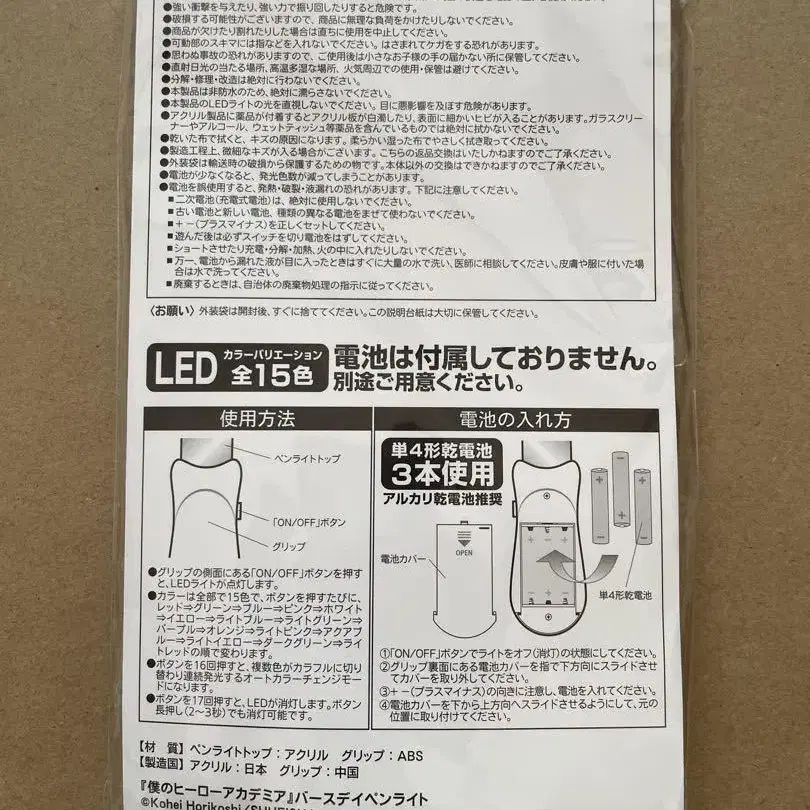 ●強い衝撃を与えたり、強い力で振り回したりすると危険です。
●破損する可能性がございますので、商品に無理な負荷をかけたりしないでください。
●商品が欠けたり割れたりした場合は直ちに使用を中止してください。
●可動部のスキマには指などを入れないでください。はさまれてケガをする恐れがあります。
●思わぬ事故の恐れがありますので、ご使用後は小さなお子様の手の届かない所に保管してください。
●直射日光の当たる場所、高温多湿な場所、火気周辺での使用・保管は避けてください。
●分解・修理・改造は絶対に行わないでください。
●本製品は非防水のため、絶対に濡らさないでください。
●本製品のLEDライトの光を直視しないでください。目に悪影響を及ぼす危険があります。
●アクリル製品に薬品が付着するとアクリル板が白濁したり、表面に細かいヒビが入ることがあります。ガラスクリー
ナーやアルコール、ウェットティッシュ等薬品を含んでいるものでは絶対に拭かないでください。
●乾いた布で拭くと、キズの原因になります。柔らかい湿った布でやさしく拭き取ってください。
●製造工程上、微細なキズが入る場合がございます。こちらの返品交換はいたしかねますのでご了承ください。
●外装袋は輸送時の破損から保護するための物です。本体以外の交換はできかねますのでご了承ください。
●電池が少なくなると、発光色数が減ってしまうことがあります。
●電池を誤使用すると、発熱・破裂・液漏れの恐れがあります。下記に注意してください。
■二次電池(充電式電池)は、絶対に使用しないでください。
■古い電池と新しい電池、種類の異なる電池をまぜて使わないでください。
■+-(プラスマイナス)を正しくセットしてください。
■遊んだ後は必ずスイッチを切り電池をはずしてください。
■ショートさせたり充電・分解・加熱、火の中に入れたりしないでください。
■万一、電池から漏れた液が目に入ったときはすぐに大量の水で洗い、医師に相談してください。皮膚や服に付いた場
合は水で洗ってください。
■廃棄するときは、自治体の廃棄物処理の指示に従ってください。
〈お願い〉外装袋は開封後、すぐに捨ててください。この説明台紙は大切に保管してください。
LED カラーバリエーション 全15色
電池は付属しておりません。
別途ご用意ください。
使用方法
ペンライトトップ
「ON/OFF」ボタン
グリップ
●グリップの側面にある「ON/OFF」ボタンを押す
と、LEDライトが点灯します。
●カラーは全部で15色で、ボタンを押すたびに、
レッド⇒グリーン⇒ブルー⇒ピンク⇒ホワイト
⇒イエロー⇒ライトブルー⇒ライトグリーン⇒
パープル⇒オレンジ⇒ライトピンク⇒アクアブ
ルー⇒ライトイエロー⇒ダークグリーン⇒ライ
トレッドの順で変わります。
●ボタンを16回押すと、複数色がカラフルに切り
替わり連続発光するオートカラーチェンジモー
ドになります。
●ボタンを17回押すと、LEDが消灯します。ボタン
長押し(2~3秒)でも消灯可能です。
電池の入れ方
単4形乾電池
3本使用
アルカリ乾電池推奨
OPEN
電池カバー
単4形乾電池
①「ON/OFF」ボタンでライトをオフ(消灯)の状態にしてください。
②グリップ裏面にある電池カバーを指で下方向にスライドさせ
てカバーを取り外してください。
③+-(プラスマイナス)の向きに注意し、電池を入れてください。
④電池カバーを下から上方向へスライドさせるようにして、元の
位置に取り付けてください。
【材 質】ペンライトトップ:アクリル グリップ:ABS
【製造国】アクリル:日本 グリップ:中国
『僕のヒーローアカデミア』バースデイペンライト
©Kohei Horikoshi/